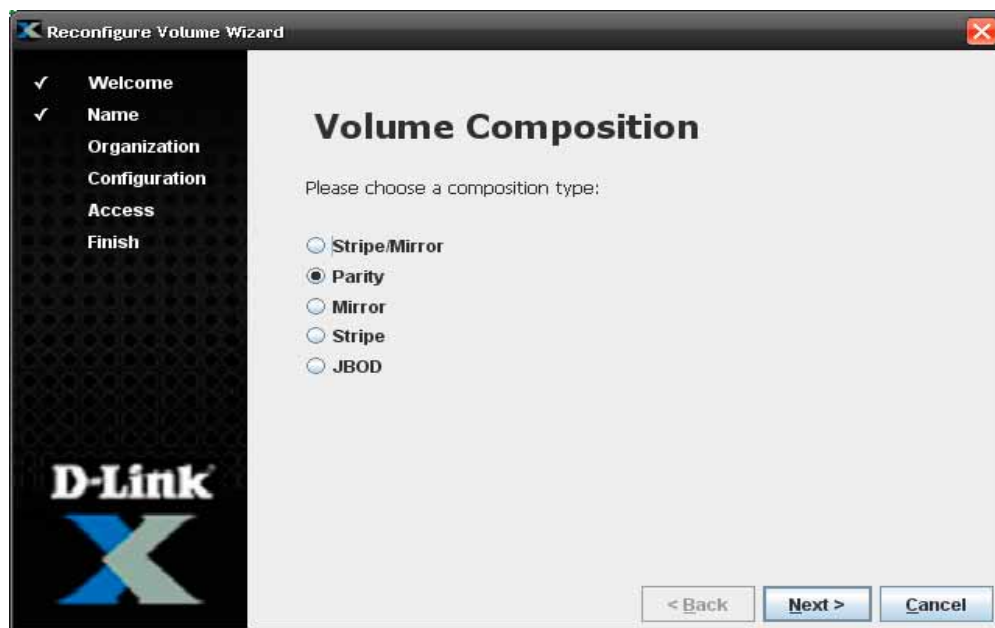 Reconfigure Volume Wizard
✓ Welcome
✓ Name
Organization
Configuration
Access
Finish
Volume Composition
Please choose a composition type:
Stripe/Mirror
Parity
Mirror
Stripe
JBOD
D-Link
< Back
Next >
Cancel